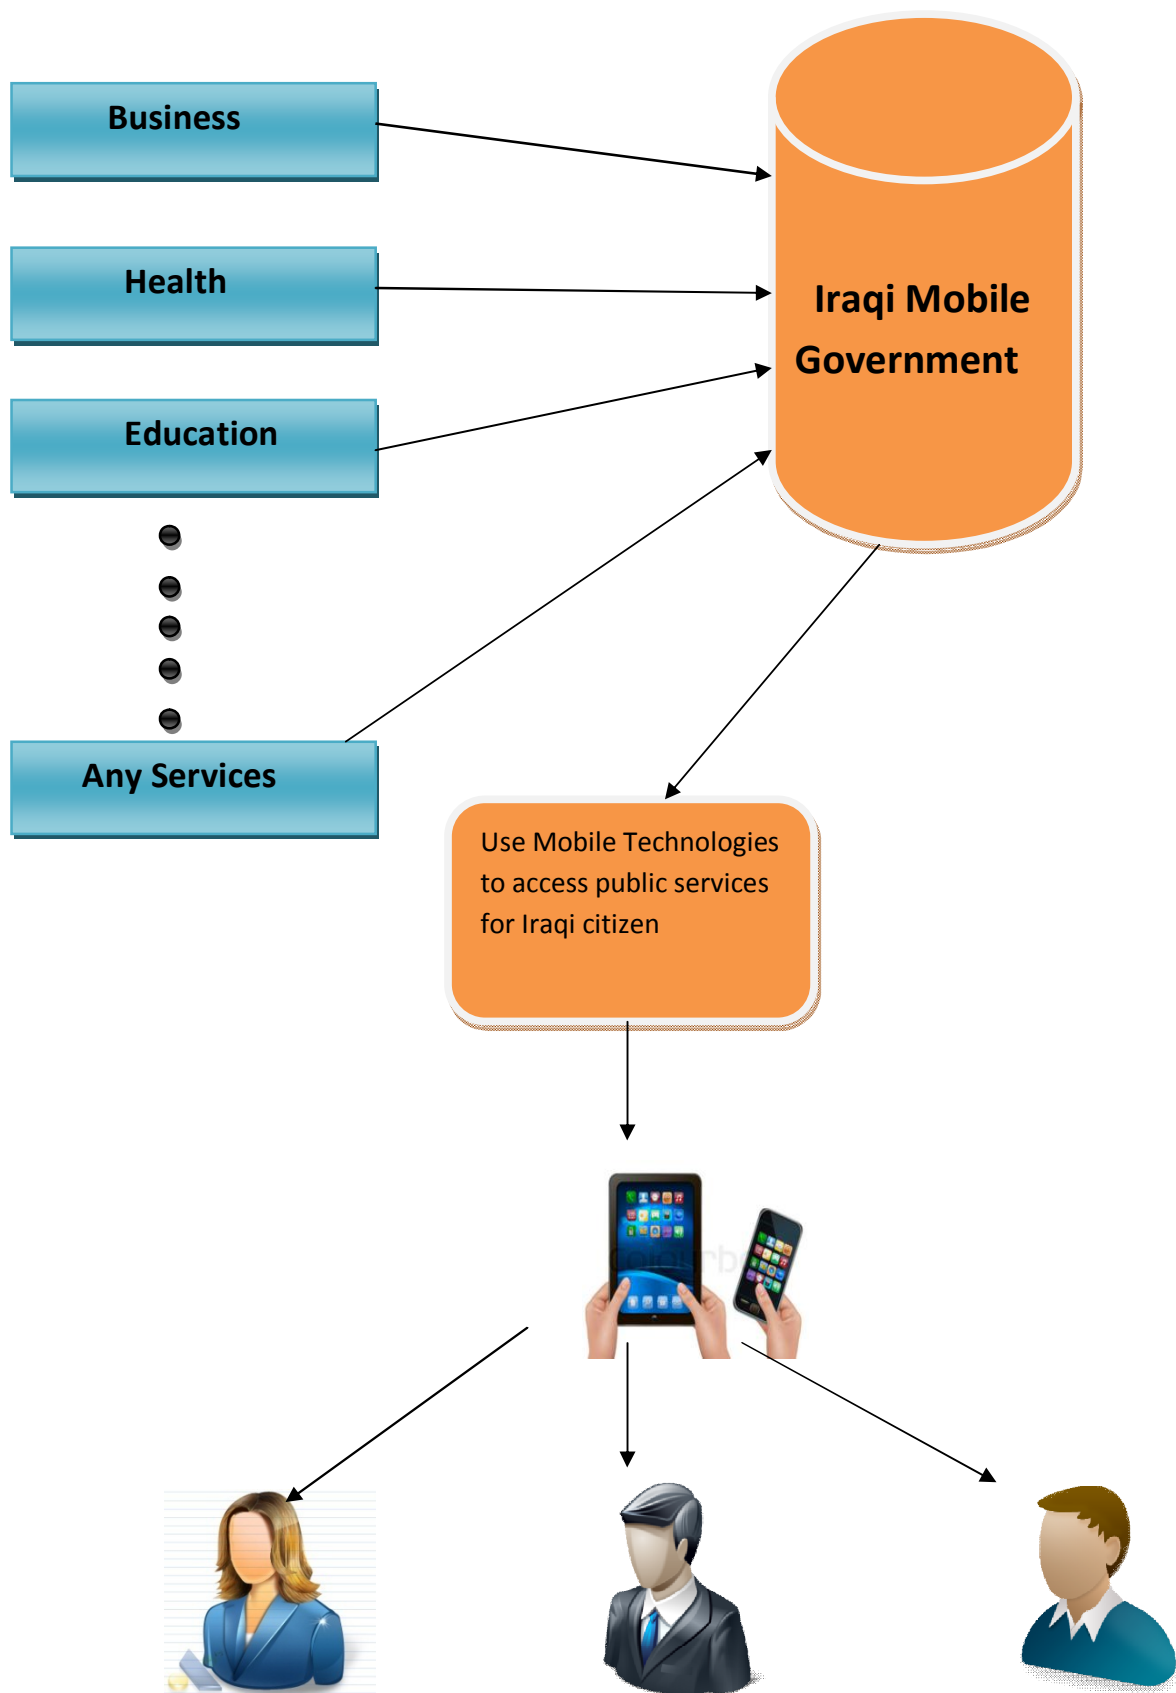 Business
Health
Education
Any Services
Iraqi Mobile
Government
Use Mobile Technologies
to access public services
for Iraqi citizen